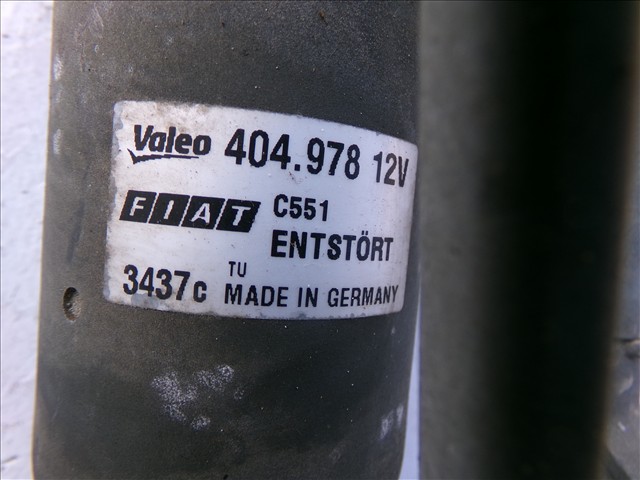 Valeo 404.978 12V
FIAT C551
ENTSTÖRT
3437c TU MADE IN GERMANY